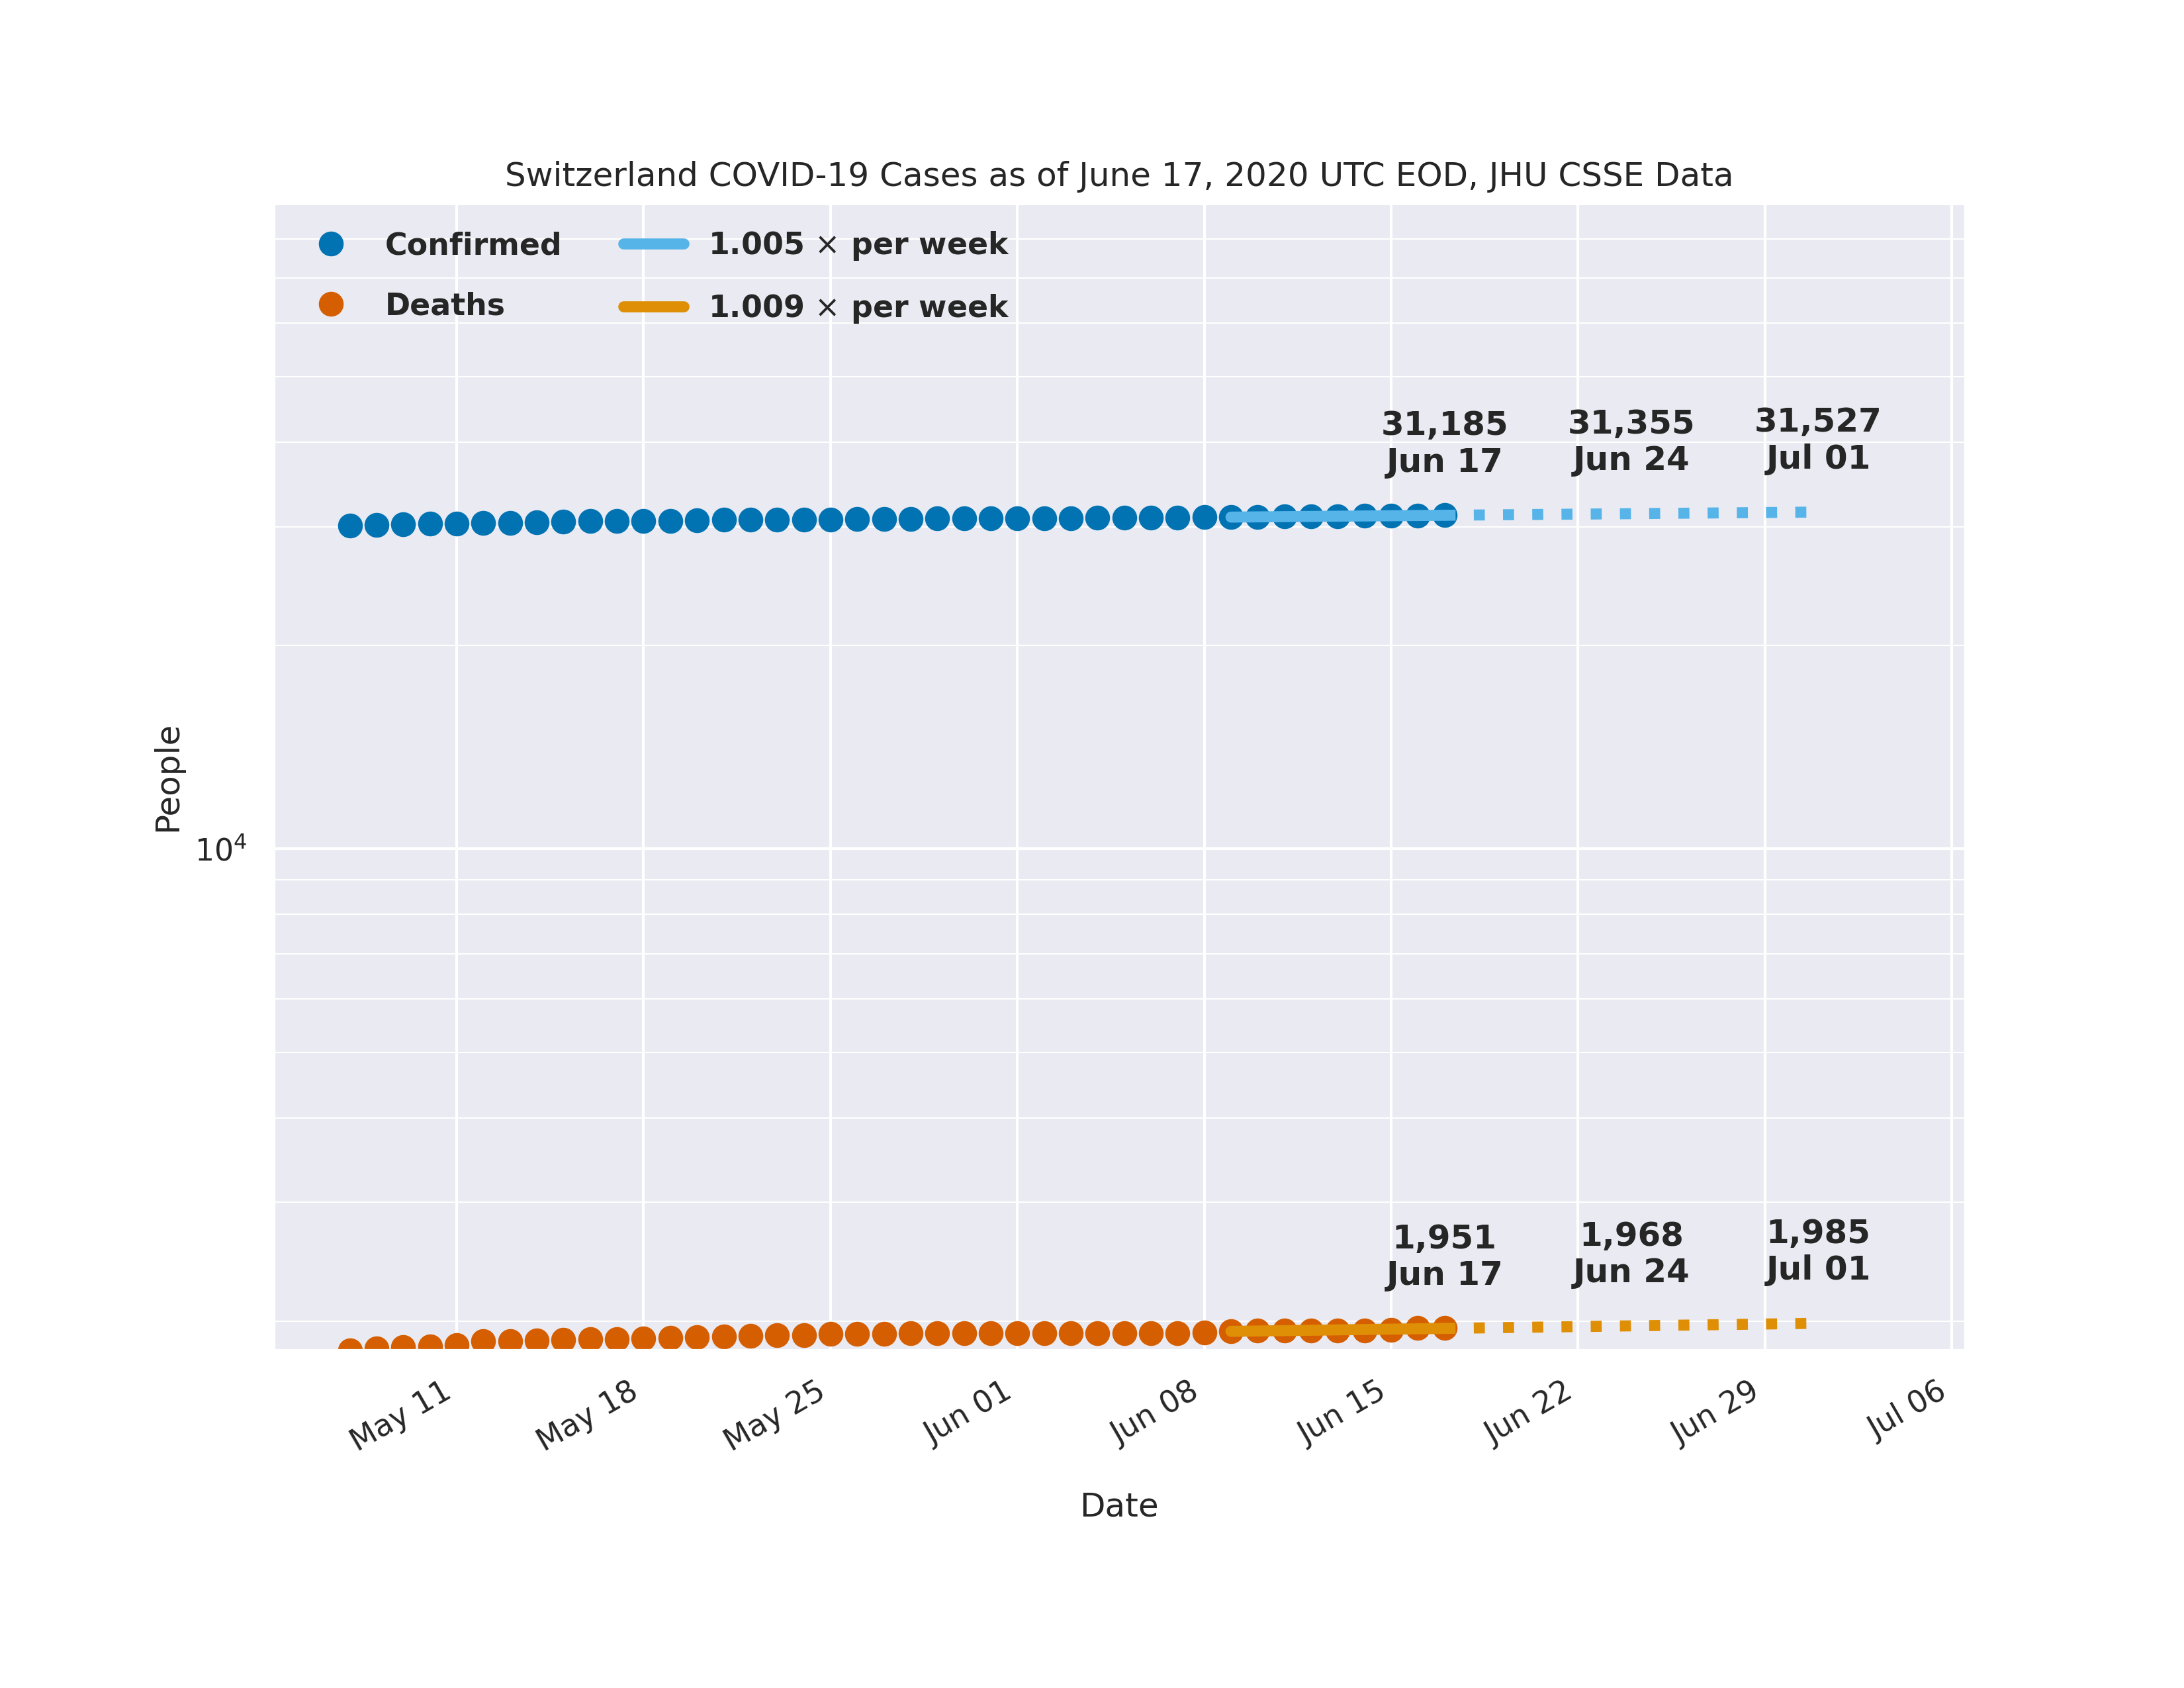 Switzerland COVID-19 Cases as of June 17, 2020 UTC EOD, JHU CSSE Data
Confirmed
Deaths
1.005 × per week
1.009 × per week
31,185
Jun 17
31,355
Jun 24
31,527
Jul 01
People
10⁴
1,951
Jun 17
1,968
Jun 24
1,985
Jul 01
May 11
May 18
May 25
Jun 01
Jun 08
Jun 15
Jun 22
Jun 29
Jul 06
Date